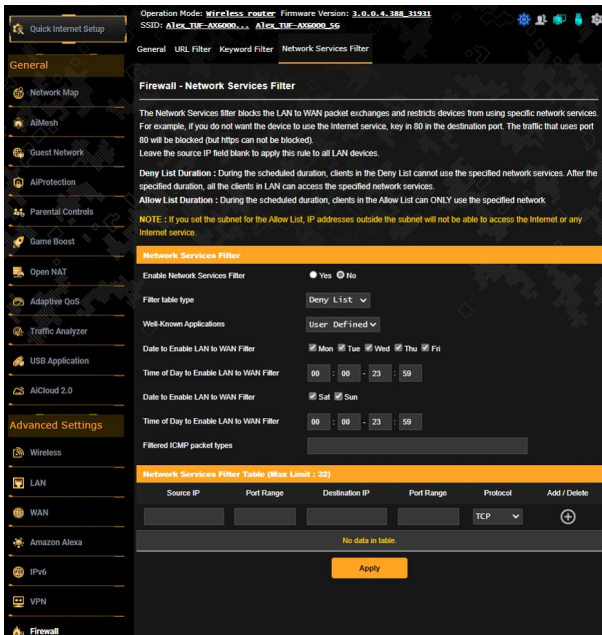 Operation Mode: Wireless router Firmware Version: 3.0.0.4.388_31931
SSID: Alex_TUF-AX6000... Alex_TUF-AX6000_5G
Quick Internet Setup
General URL Filter Keyword Filter Network Services Filter
General
Network Map
AiMesh
Guest Network
AiProtection
Parental Controls
Game Boost
Open NAT
Adaptive QoS
Traffic Analyzer
USB Application
AiCloud 2.0
Advanced Settings
Wireless
LAN
WAN
Amazon Alexa
IPv6
VPN
Firewall
Firewall - Network Services Filter
The Network Services filter blocks the LAN to WAN packet exchanges and restricts devices from using specific network services.
For example, if you do not want the device to use the Internet service, key in 80 in the destination port. The traffic that uses port
80 will be blocked (but https can not be blocked).
Leave the source IP field blank to apply this rule to all LAN devices.
Deny List Duration : During the scheduled duration, clients in the Deny List cannot use the specified network services. After the
specified duration, all the clients in LAN can access the specified network services.
Allow List Duration : During the scheduled duration, clients in the Allow List can ONLY use the specified network
NOTE : If you set the subnet for the Allow List, IP addresses outside the subnet will not be able to access the Internet or any
Internet service.
Network Services Filter
Enable Network Services Filter Yes No
Filter table type Deny List
Well-Known Applications User Defined
Date to Enable LAN to WAN Filter Mon Tue Wed Thu Fri
Time of Day to Enable LAN to WAN Filter 00 : 00 - 23 : 59
Date to Enable LAN to WAN Filter Sat Sun
Time of Day to Enable LAN to WAN Filter 00 : 00 - 23 : 59
Filtered ICMP packet types
Network Services Filter Table (Max Limit : 32)
Source IP Port Range Destination IP Port Range Protocol Add / Delete
TCP
No data in table.
Apply